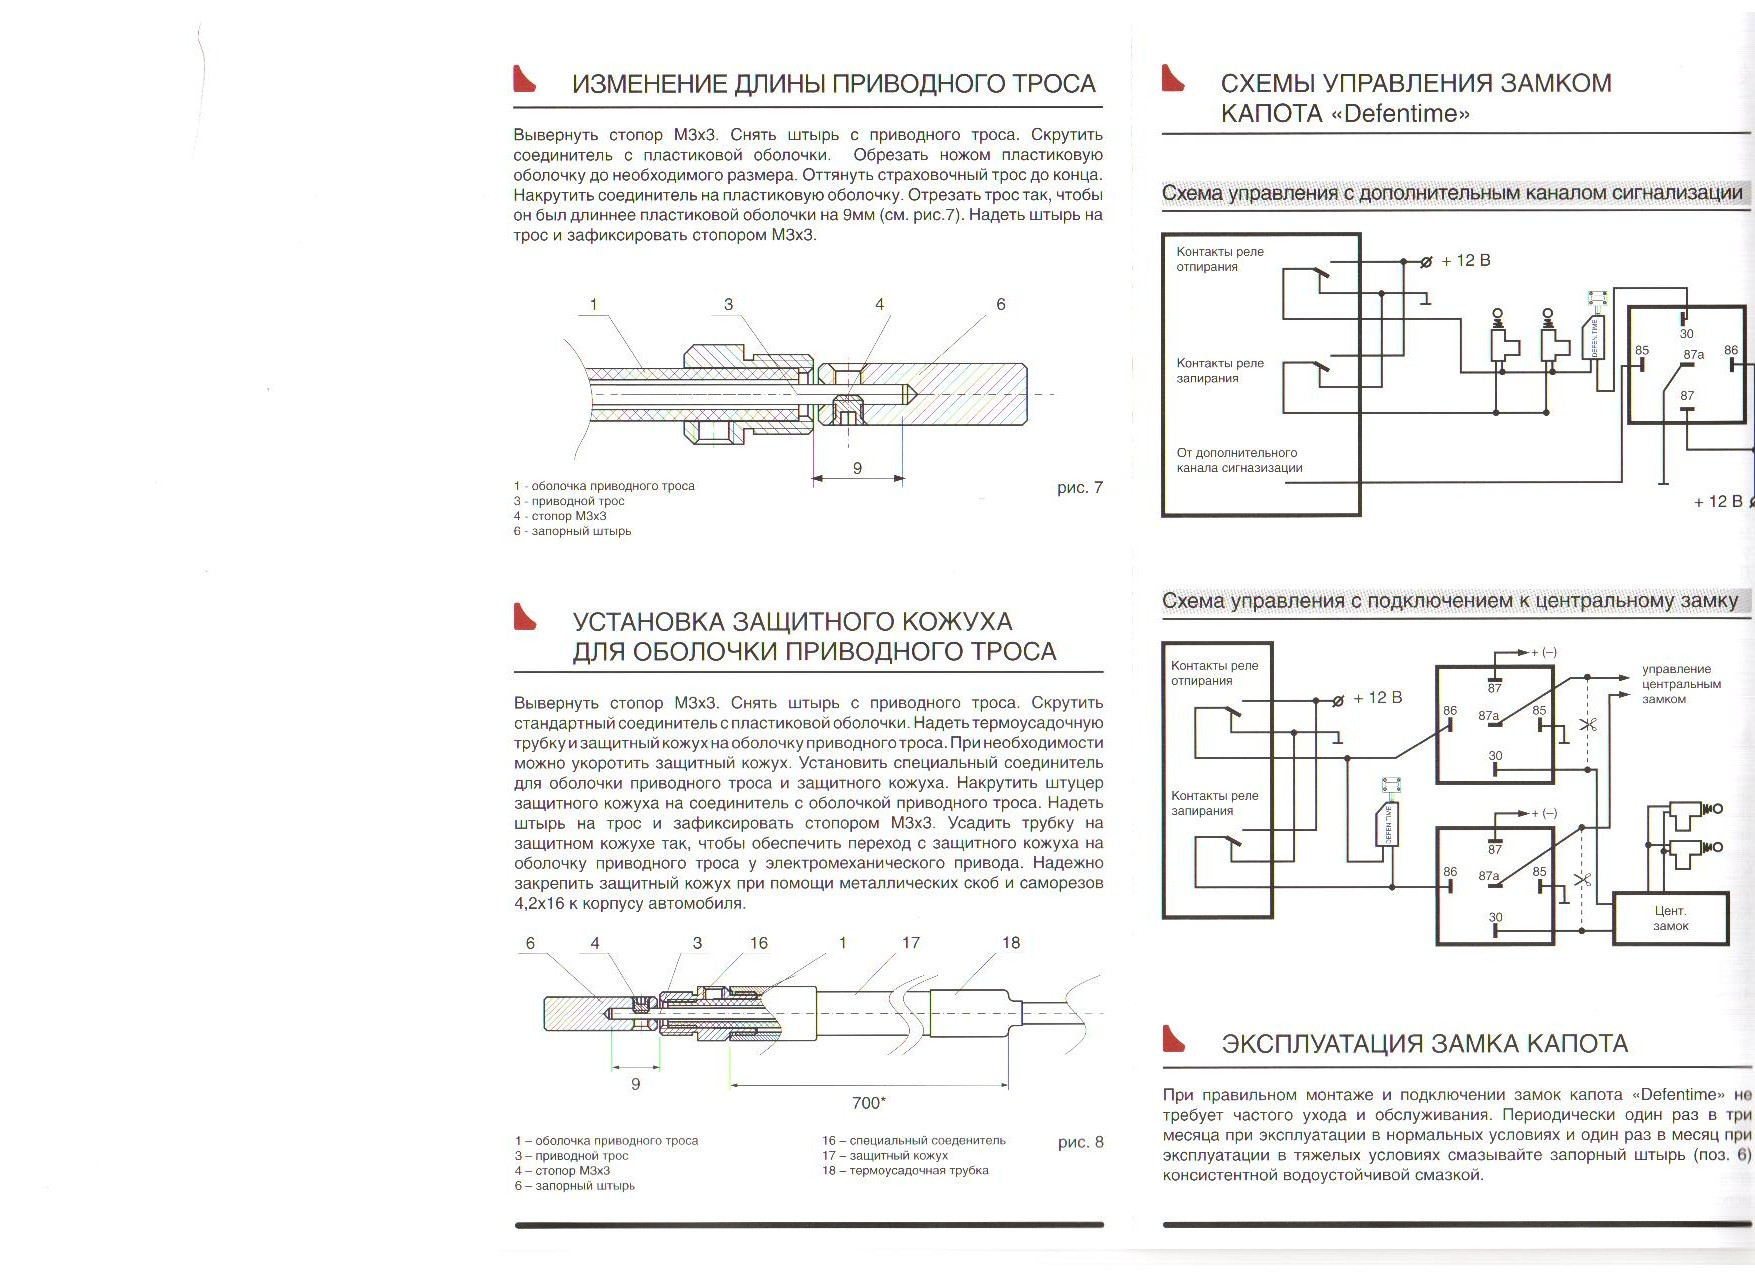 ИЗМЕНЕНИЕ ДЛИНЫ ПРИВОДНОГО ТРОСА
Вывернуть стопор М3х3. Снять штырь с приводного троса. Скрутить
соединитель с пластиковой оболочки. Обрезать ножом пластиковую
оболочку до необходимого размера. Оттянуть страховочный трос до конца.
Накрутить соединитель на пластиковую оболочку. Отрезать трос так, чтобы
он был длиннее пластиковой оболочки на 9мм (см. рис.7). Надеть штырь на
трос и зафиксировать стопором М3х3.
1 3 4 6
9
1 - оболочка приводного троса
3 - приводной трос
4 - стопор М3х3
6 - запорный штырь
рис. 7
УСТАНОВКА ЗАЩИТНОГО КОЖУХА
ДЛЯ ОБОЛОЧКИ ПРИВОДНОГО ТРОСА
Вывернуть стопор М3х3. Снять штырь с приводного троса. Скрутить
стандартный соединитель с пластиковой оболочки. Надеть термоусадочную
трубку и защитный кожух на оболочку приводного троса. При необходимости
можно укоротить защитный кожух. Установить специальный соединитель
для оболочки приводного троса и защитного кожуха. Накрутить штуцер
защитного кожуха на соединитель с оболочкой приводного троса. Надеть
штырь на трос и зафиксировать стопором М3х3. Усадить трубку на
защитном кожухе так, чтобы обеспечить переход с защитного кожуха на
оболочку приводного троса у электромеханического привода. Надежно
закрепить защитный кожух при помощи металлических скоб и саморезов
4,2х16 к корпусу автомобиля.
6 4 3 16 1 17 18
9
700*
1 – оболочка приводного троса
3 – приводной трос
4 – стопор М3х3
6 – запорный штырь
16 – специальный соеденитель
17 – защитный кожух
18 – термоусадочная трубка
рис. 8
СХЕМЫ УПРАВЛЕНИЯ ЗАМКОМ
КАПОТА «Defentime»
Схема управления с дополнительным каналом сигнализации
Контакты реле
отпирания
+ 12 В
DEFEN TIME
30
85
87а
86
87
Контакты реле
запирания
От дополнительного
канала сигназизации
+ 12 В
Схема управления с подключением к центральному замку
Контакты реле
отпирания
+ 12 В
+ (–)
87
86
87а
85
30
управление
центральным
замком
Контакты реле
запирания
DEFEN TIME
+ (–)
87
86
87а
85
30
Цент.
замок
ЭКСПЛУАТАЦИЯ ЗАМКА КАПОТА
При правильном монтаже и подключении замок капота «Defentime» не
требует частого ухода и обслуживания. Периодически один раз в три
месяца при эксплуатации в нормальных условиях и один раз в месяц при
эксплуатации в тяжелых условиях смазывайте запорный штырь (поз. 6)
консистентной водоустойчивой смазкой.